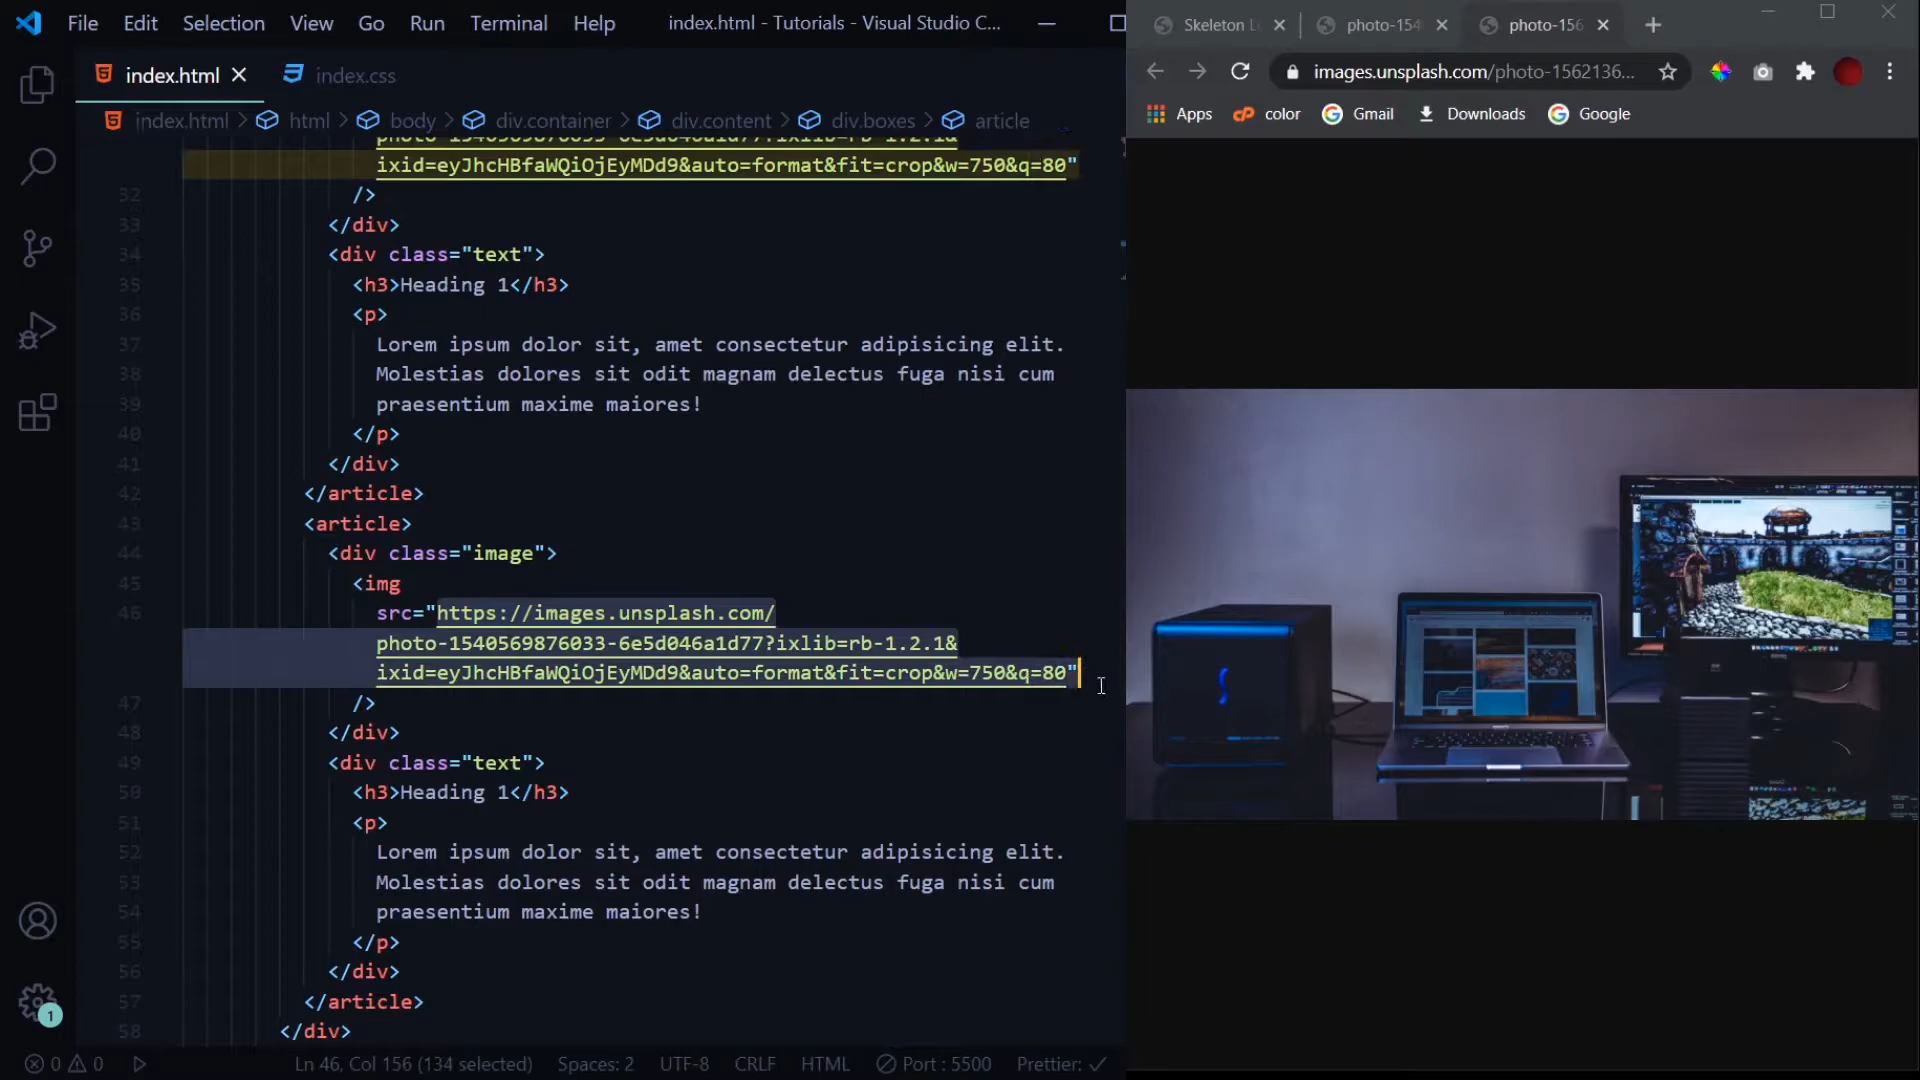 File Edit Selection View Go Run Terminal Help index.html - Tutorials - Visual Studio C...
index.html index.css
index.html html body div.container div.content div.boxes article
photo-1540569876033-6e5d046a1d77?ixlib=rb-1.2.1&
ixid=eyJhcHBfaWQiOjEyMDd9&auto=format&fit=crop&w=750&q=80"
32 />
33 </div>
34 <div class="text">
35 <h3>Heading 1</h3>
36 <p>
37 Lorem ipsum dolor sit, amet consectetur adipisicing elit.
38 Molestias dolores sit odit magnam delectus fuga nisi cum
39 praesentium maxime maiores!
40 </p>
41 </div>
42 </article>
43 <article>
44 <div class="image">
45 <img
46 src="https://images.unsplash.com/
photo-1540569876033-6e5d046a1d77?ixlib=rb-1.2.1&
ixid=eyJhcHBfaWQiOjEyMDd9&auto=format&fit=crop&w=750&q=80"
47 />
48 </div>
49 <div class="text">
50 <h3>Heading 1</h3>
51 <p>
52 Lorem ipsum dolor sit, amet consectetur adipisicing elit.
53 Molestias dolores sit odit magnam delectus fuga nisi cum
54 praesentium maxime maiores!
55 </p>
56 </div>
57 </article>
58 </div>
1
0 0 Ln 46, Col 156 (134 selected) Spaces: 2 UTF-8 CRLF HTML Port : 5500 Prettier: ✓
Skeleton L photo-154 photo-156
images.unsplash.com/photo-1562136...
Apps color Gmail Downloads Google